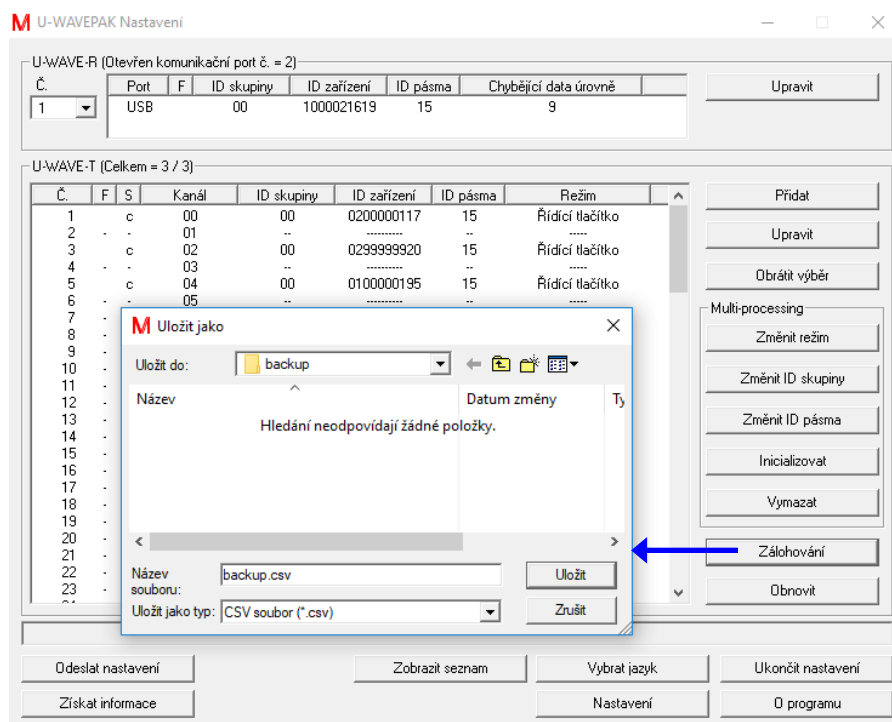 M U-WAVEPAK Nastavení
U-WAVE-R (Otevřen komunikační port č. = 2)
Č. Port F ID skupiny ID zařízení ID pásma Chybějící data úrovně
1 USB 00 1000021619 15 9
Upravit
U-WAVE-T (Celkem = 3 / 3)
Č. F S Kanál ID skupiny ID zařízení ID pásma Režim
1 c 00 00 0200000117 15 Řídící tlačítko
2 - - 01 -- ---------- -- -----
3 c 02 00 0299999920 15 Řídící tlačítko
4 - - 03 -- ---------- -- -----
5 c 04 00 0100000195 15 Řídící tlačítko
6 - - 05 -- ---------- -- -----
7 -
8 -
9 -
10 -
11 -
12 -
13 -
14 -
15 -
16 -
17 -
18 -
19 -
20 -
21 -
22 -
23 -
Přidat
Upravit
Obrátit výběr
Multi-processing
Změnit režim
Změnit ID skupiny
Změnit ID pásma
Inicializovat
Vymazat
Zálohování
Obnovit
M Uložit jako
Uložit do: backup
Název Datum změny Ty
Hledání neodpovídají žádné položky.
Název souboru: backup.csv
Uložit
Uložit jako typ: CSV soubor (*.csv)
Zrušit
Odeslat nastavení
Zobrazit seznam
Vybrat jazyk
Ukončit nastavení
Získat informace
Nastavení
O programu